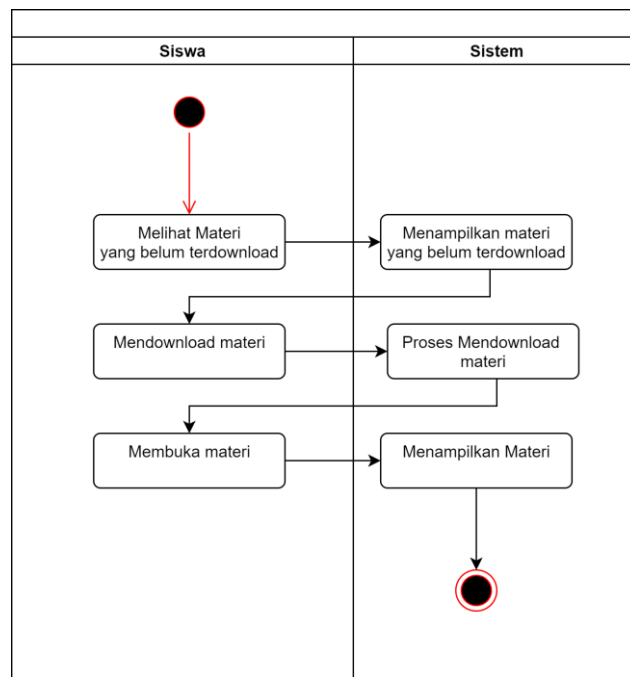 Siswa
Sistem
Melihat Materi
yang belum terdownload
Menampilkan materi
yang belum terdownload
Mendownload materi
Proses Mendownload
materi
Membuka materi
Menampilkan Materi